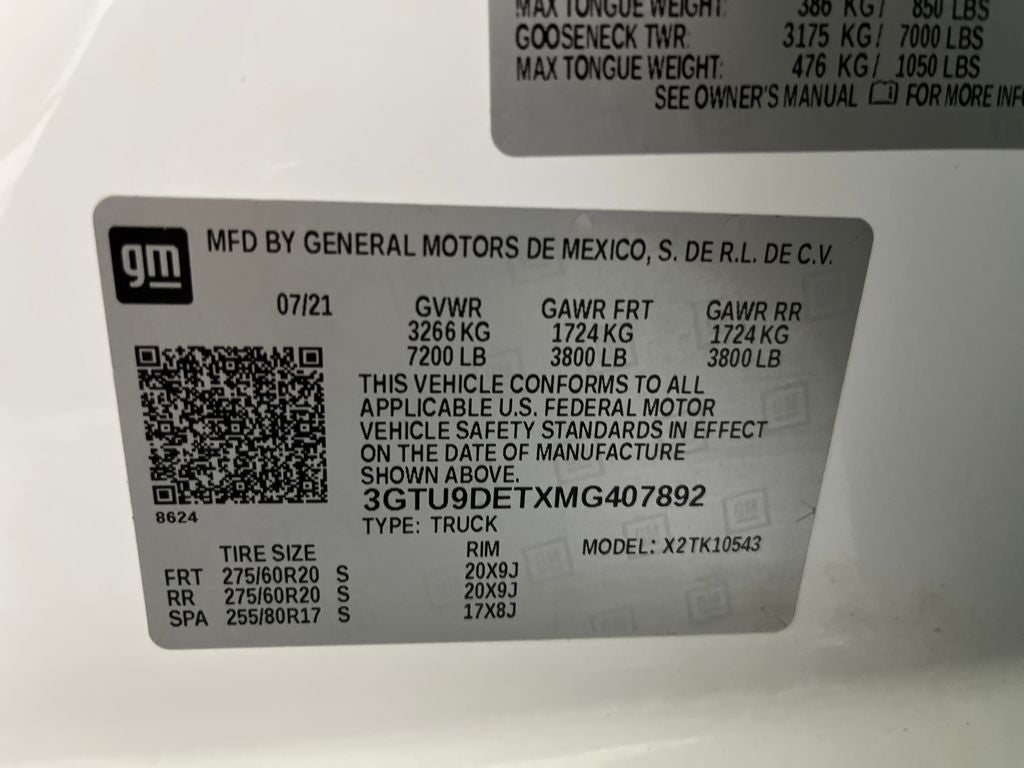 MAX TONGUE WEIGHT: 386 KG/ 850 LBS
GOOSENECK TWR: 3175 KG/ 7000 LBS
MAX TONGUE WEIGHT: 476 KG/ 1050 LBS
SEE OWNER'S MANUAL FOR MORE INFO
gm MFD BY GENERAL MOTORS DE MEXICO, S. DE R.L. DE C.V.
07/21 GVWR GAWR FRT GAWR RR
3266 KG 1724 KG 1724 KG
7200 LB 3800 LB 3800 LB
THIS VEHICLE CONFORMS TO ALL
APPLICABLE U.S. FEDERAL MOTOR
VEHICLE SAFETY STANDARDS IN EFFECT
ON THE DATE OF MANUFACTURE
SHOWN ABOVE.
3GTU9DETXMG407892
8624
TYPE: TRUCK
TIRE SIZE RIM MODEL: X2TK10543
FRT 275/60R20 S 20X9J
RR 275/60R20 S 20X9J
SPA 255/80R17 S 17X8J